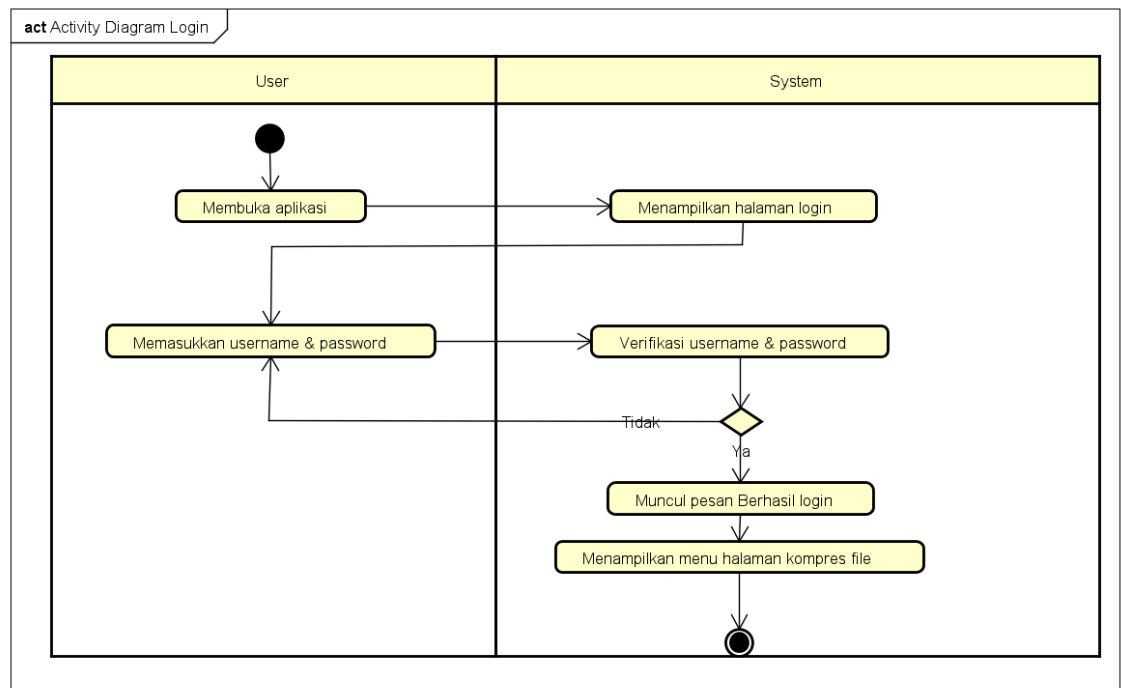 act Activity Diagram Login
User
System
Membuka aplikasi
Menampilkan halaman login
Memasukkan username & password
Verifikasi username & password
Tidak
Ya
Muncul pesan Berhasil login
Menampilkan menu halaman kompres file